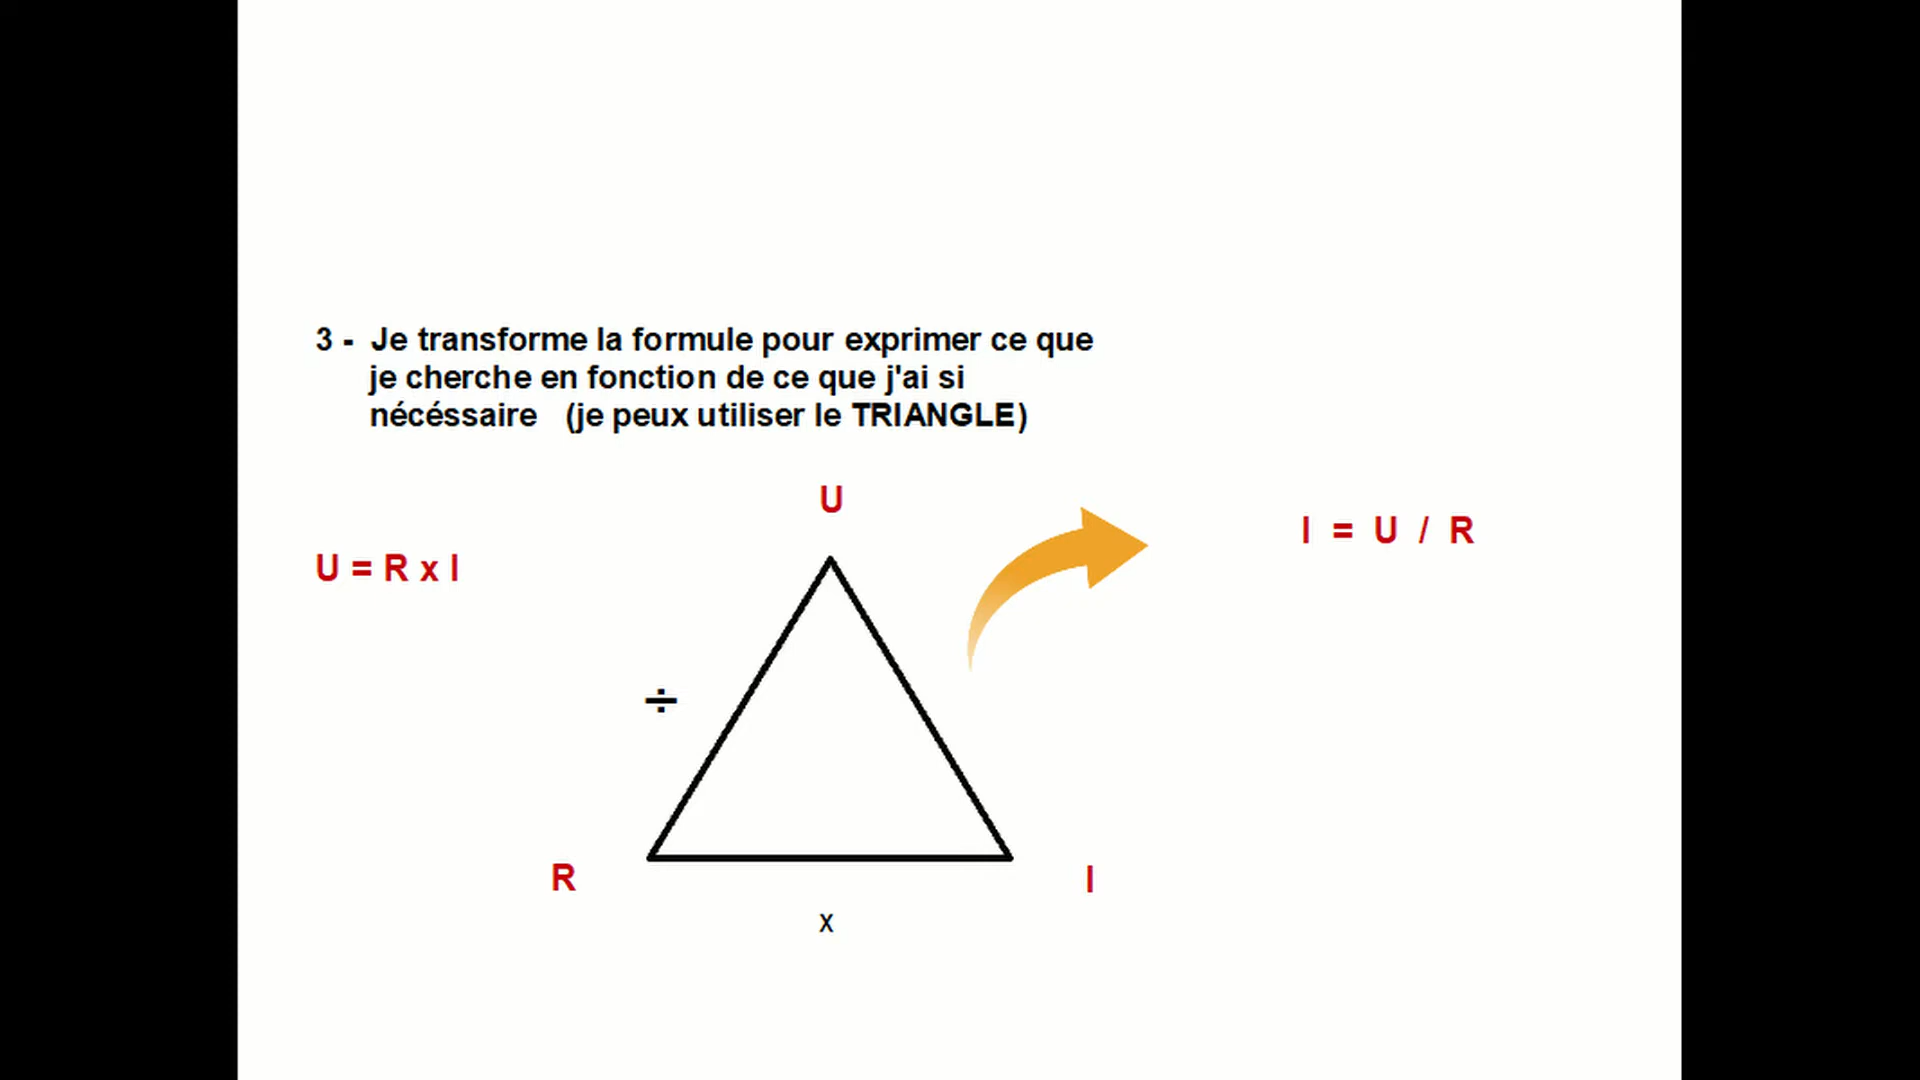 3 - Je transforme la formule pour exprimer ce que
je cherche en fonction de ce que j'ai si
nécéssaire (je peux utiliser le TRIANGLE)
U
I = U / R
U = R x I
÷
R
I
x